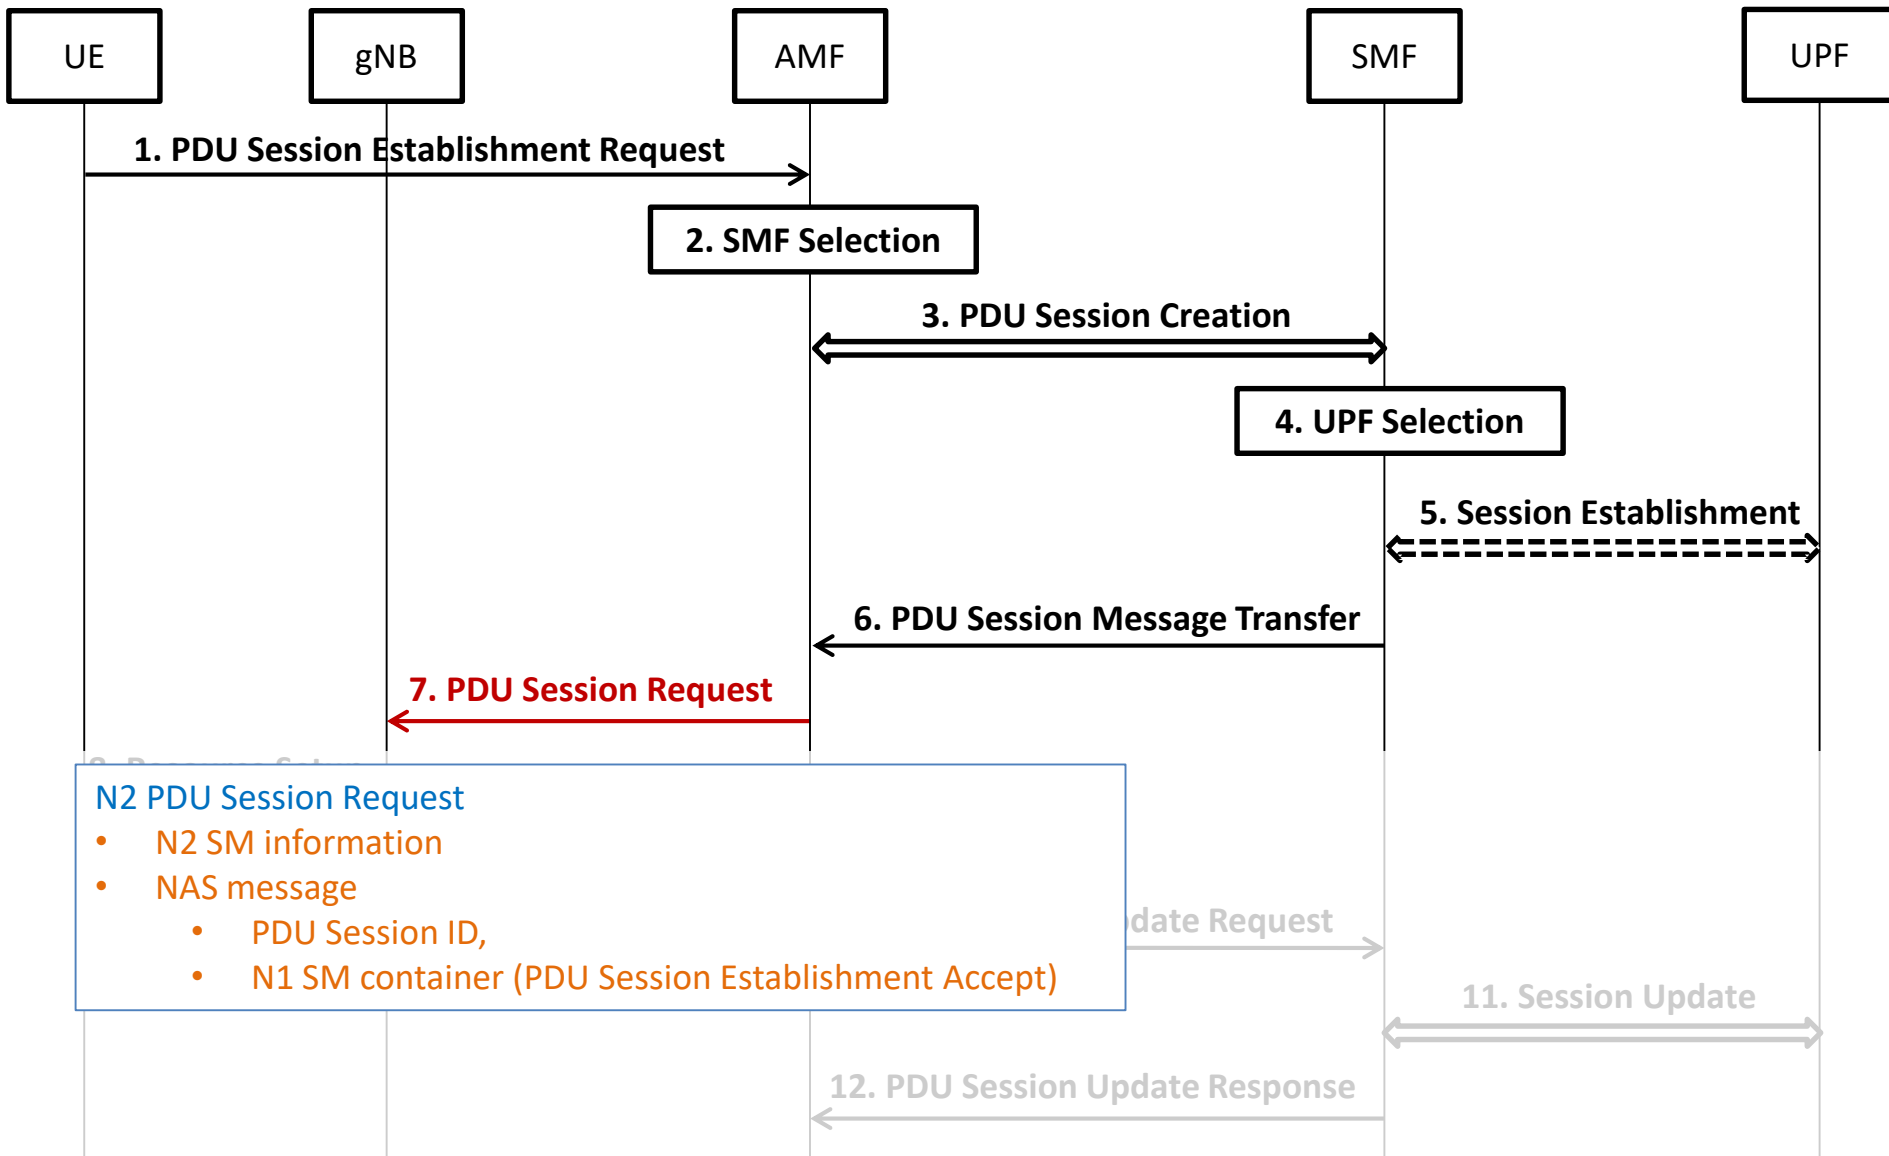 UE
gNB
AMF
SMF
UPF
1. PDU Session Establishment Request
2. SMF Selection
3. PDU Session Creation
4. UPF Selection
5. Session Establishment
6. PDU Session Message Transfer
7. PDU Session Request
N2 PDU Session Request
• N2 SM information
• NAS message
• PDU Session ID,
• N1 SM container (PDU Session Establishment Accept)
Request
11. Session Update
12. PDU Session Update Response